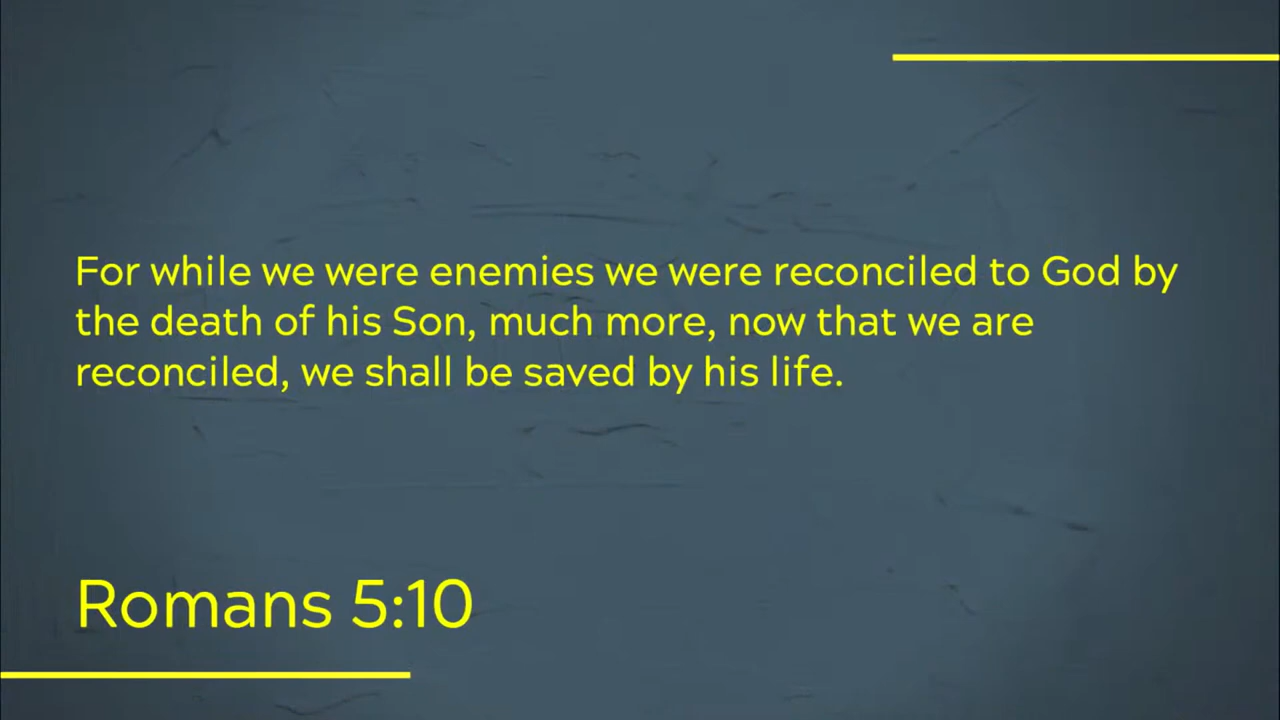 For while we were enemies we were reconciled to God by
the death of his Son, much more, now that we are
reconciled, we shall be saved by his life.
Romans 5:10